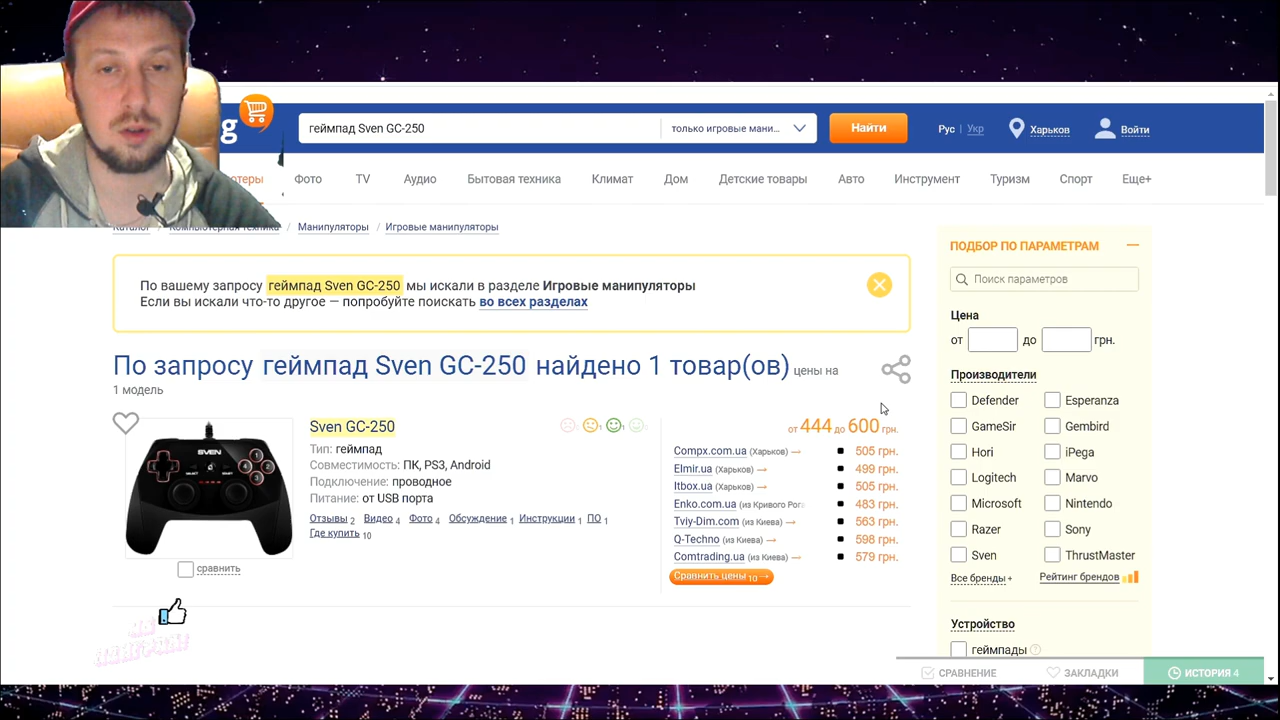 g
геймпад Sven GC-250
только игровые мани...
Найти
Рус | Укр
Харьков
Войти
ютеры
Фото
TV
Аудио
Бытовая техника
Климат
Дом
Детские товары
Авто
Инструмент
Туризм
Спорт
Еще+
Каталог / Компьютерная техника / Манипуляторы / Игровые манипуляторы
По вашему запросу геймпад Sven GC-250 мы искали в разделе Игровые манипуляторы
Если вы искали что-то другое — попробуйте поискать во всех разделах
По запросу геймпад Sven GC-250 найдено 1 товар(ов) цены на
1 модель
SVEN
сравнить
Sven GC-250
Тип: геймпад
Совместимость: ПК, PS3, Android
Подключение: проводное
Питание: от USB порта
Отзывы 2 Видео 4 Фото 4 Обсуждение 1 Инструкции 1 ПО 1
Где купить 10
от 444 до 600 грн.
Compx.com.ua (Харьков) → 505 грн.
Elmir.ua (Харьков) → 499 грн.
Itbox.ua (Харьков) → 505 грн.
Enko.com.ua (из Кривого Рога 483 грн.
Tviy-Dim.com (из Киева) → 563 грн.
Q-Techno (из Киева) → 598 грн.
Comtrading.ua (из Киева) → 579 грн.
Сравнить цены 10 →
ПОДБОР ПО ПАРАМЕТРАМ
Поиск параметров
Цена
от до грн.
Производители
Defender Esperanza
GameSir Gembird
Hori iPega
Logitech Marvo
Microsoft Nintendo
Razer Sony
Sven ThrustMaster
Все бренды + Рейтинг брендов
Устройство
геймпады ?
СРАВНЕНИЕ
ЗАКЛАДКИ
ИСТОРИЯ 4